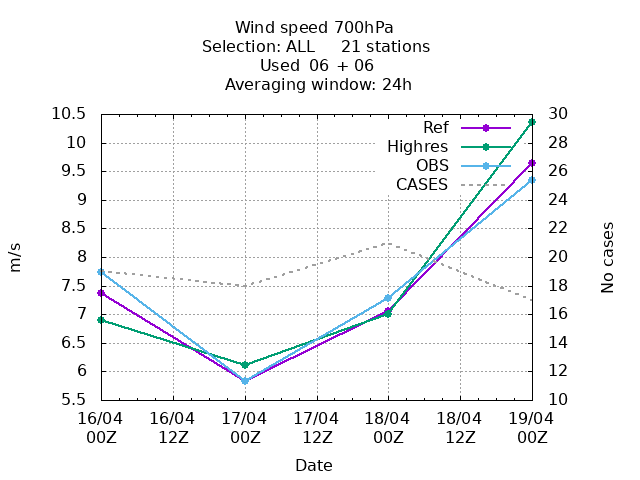 Wind speed 700hPa
Selection: ALL 21 stations
Used 06 + 06
Averaging window: 24h
Ref
Highres
OBS
CASES
10.5
10
9.5
9
8.5
8
7.5
7
6.5
6
5.5
30
28
26
24
22
20
18
16
14
12
10
m/s
No cases
16/04 16/04 17/04 17/04 18/04 18/04 19/04
00Z 12Z 00Z 12Z 00Z 12Z 00Z
Date